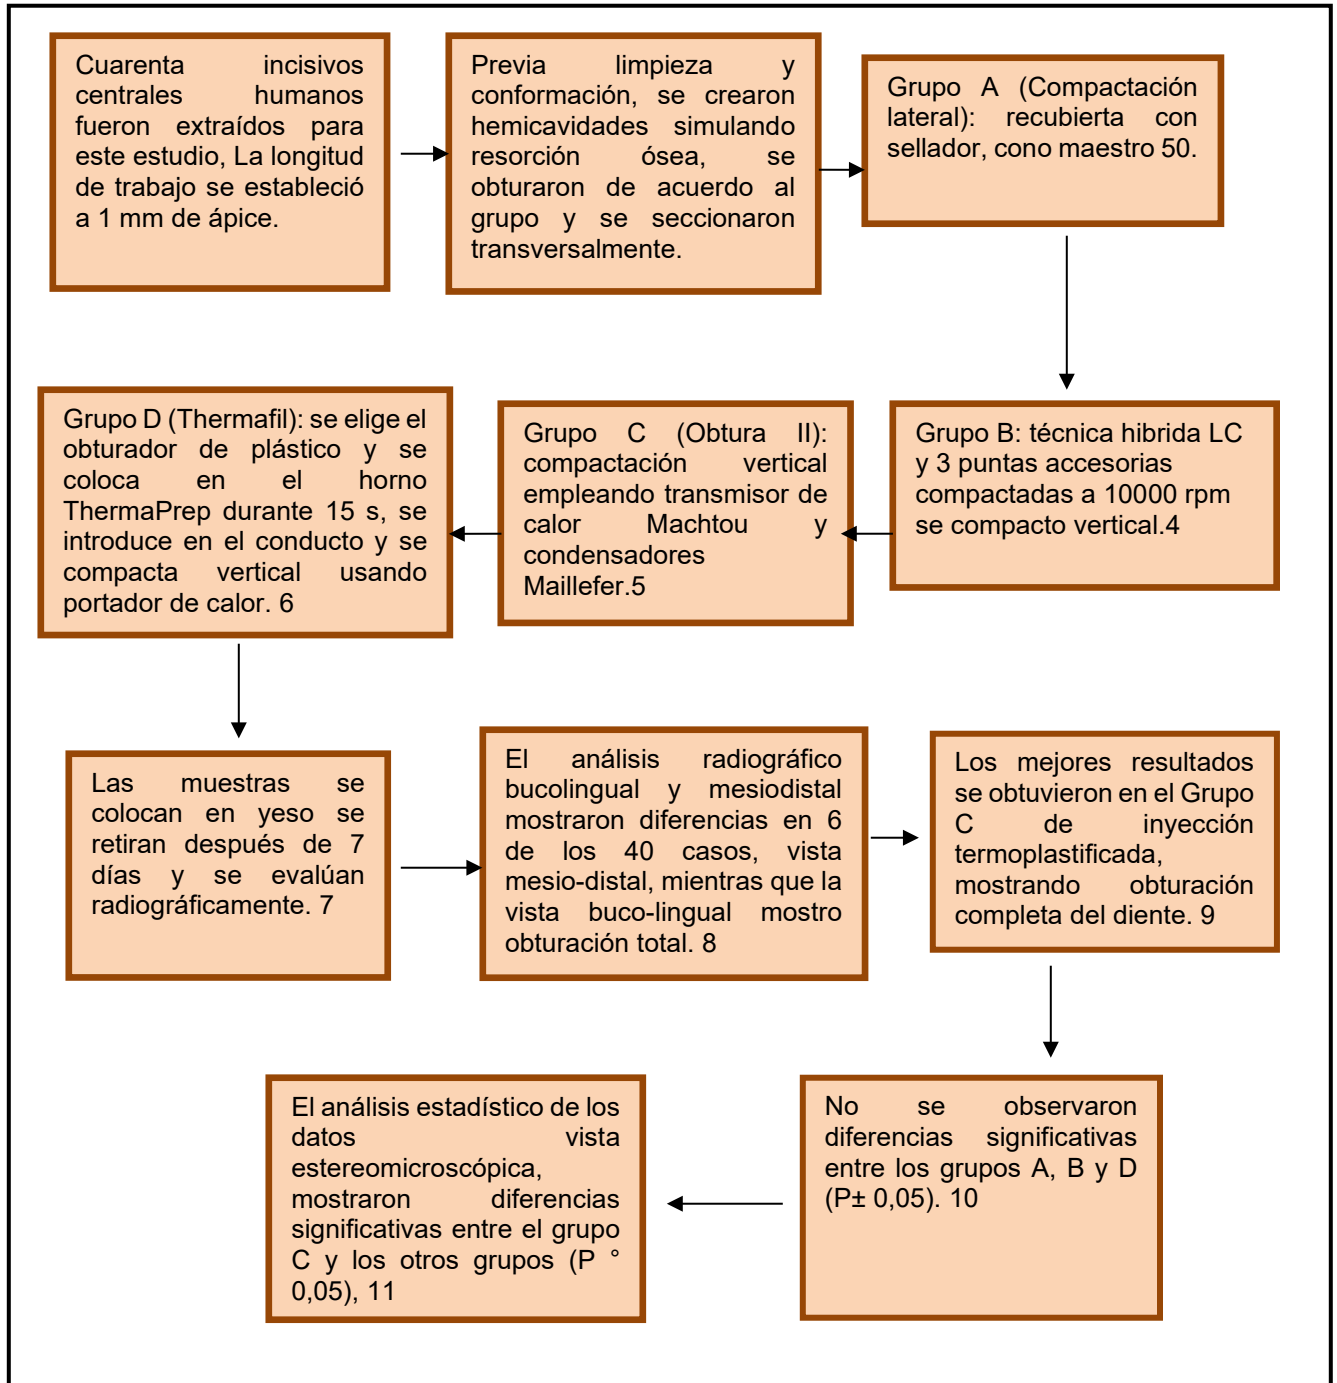 Cuarenta incisivos
centrales humanos
fueron extraídos para
este estudio, La longitud
de trabajo se estableció
a 1 mm de ápice.
Previa limpieza y
conformación, se crearon
hemicavidades simulando
resorción ósea, se
obturaron de acuerdo al
grupo y se seccionaron
transversalmente.
Grupo A (Compactación
lateral): recubierta con
sellador, cono maestro 50.
Grupo B: técnica hibrida LC
y 3 puntas accesorias
compactadas a 10000 rpm
se compacto vertical.4
Grupo C (Obtura II):
compactación vertical
empleando transmisor de
calor Machtou y
condensadores
Maillefer.5
Grupo D (Thermafil): se elige el
obturador de plástico y se
coloca en el horno
ThermaPrep durante 15 s, se
introduce en el conducto y se
compacta vertical usando
portador de calor. 6
Las muestras se
colocan en yeso se
retiran después de 7
días y se evalúan
radiográficamente. 7
El análisis radiográfico
bucolingual y mesiodistal
mostraron diferencias en 6
de los 40 casos, vista
mesio-distal, mientras que la
vista buco-lingual mostro
obturación total. 8
Los mejores resultados
se obtuvieron en el Grupo
C de inyección
termoplastificada,
mostrando obturación
completa del diente. 9
No se observaron
diferencias significativas
entre los grupos A, B y D
(P± 0,05). 10
El análisis estadístico de los
datos vista
estereomicroscópica,
mostraron diferencias
significativas entre el grupo
C y los otros grupos (P °
0,05), 11